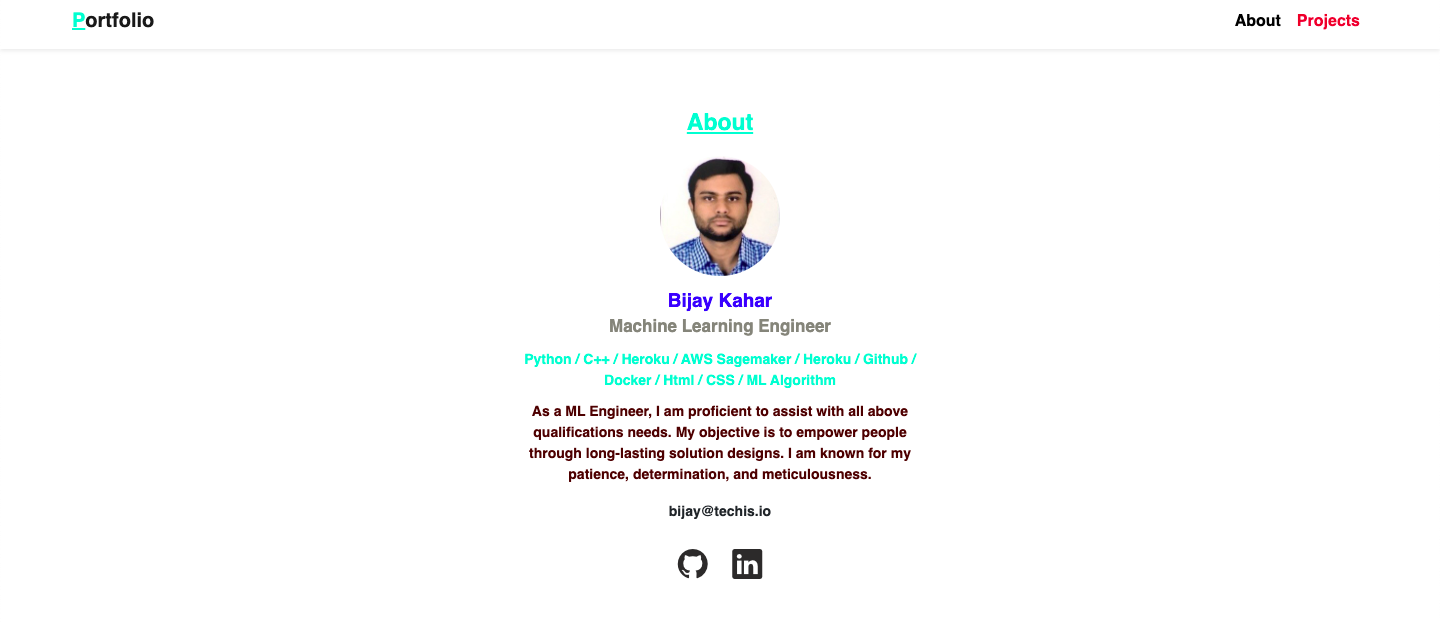 Portfolio
About Projects
About
Bijay Kahar
Machine Learning Engineer
Python / C++ / Heroku / AWS Sagemaker / Heroku / Github /
Docker / Html / CSS / ML Algorithm
As a ML Engineer, I am proficient to assist with all above
qualifications needs. My objective is to empower people
through long-lasting solution designs. I am known for my
patience, determination, and meticulousness.
bijay@techis.io
in